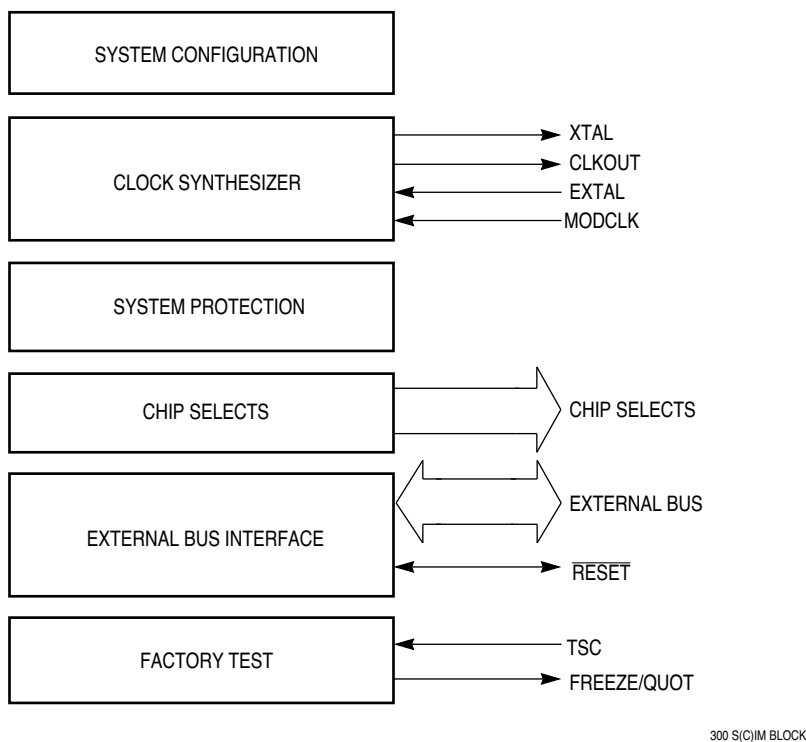 SYSTEM CONFIGURATION
CLOCK SYNTHESIZER
XTAL
CLKOUT
EXTAL
MODCLK
SYSTEM PROTECTION
CHIP SELECTS
CHIP SELECTS
EXTERNAL BUS INTERFACE
EXTERNAL BUS
RESET
FACTORY TEST
TSC
FREEZE/QUOT
300 S(C)IM BLOCK